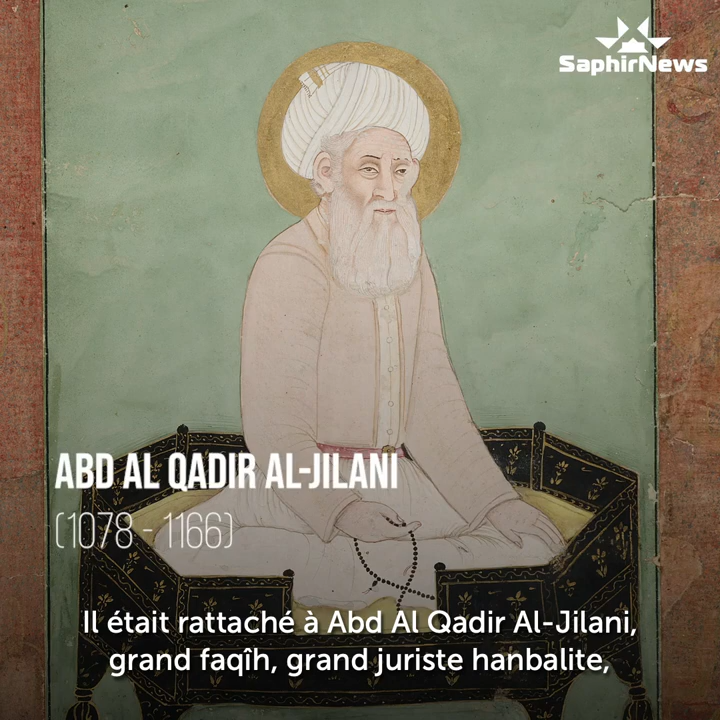 SaphirNews
ABD AL QADIR AL-JILANI
(1078 - 1166)
Il était rattaché à Abd Al Qadir Al-Jilani,
grand faqîh, grand juriste hanbalite,